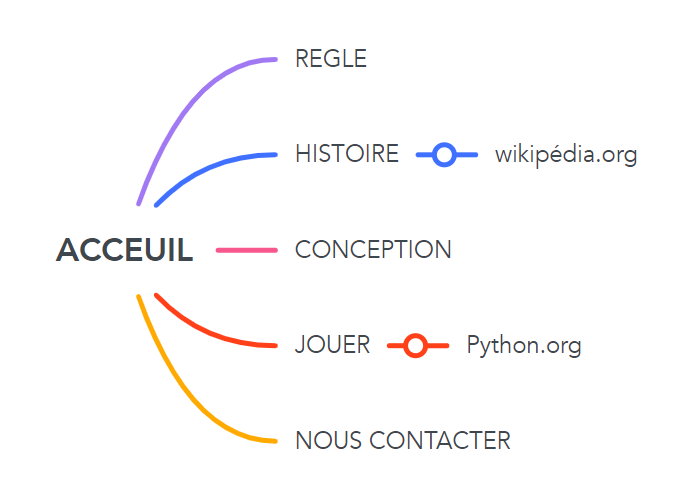 REGLE
HISTOIRE wikipédia.org
ACCEUIL CONCEPTION
JOUER Python.org
NOUS CONTACTER